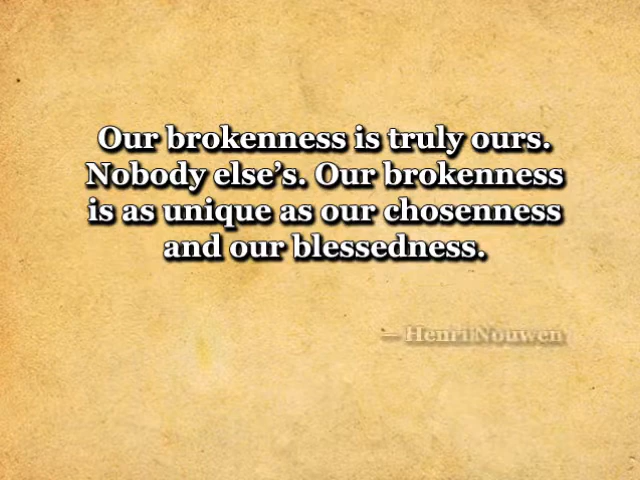 Our brokenness is truly ours.
Nobody else’s. Our brokenness
is as unique as our chosenness
and our blessedness.
— Henri Nouwen